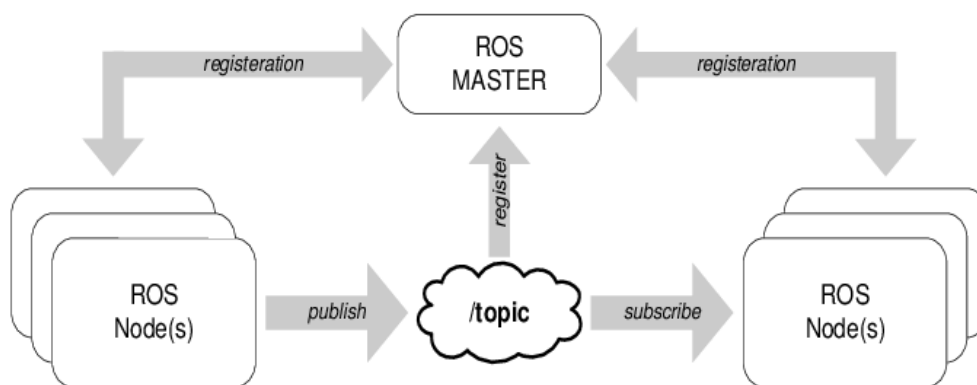 ROS
MASTER
registeration
registeration
register
ROS
Node(s)
publish
/topic
subscribe
ROS
Node(s)